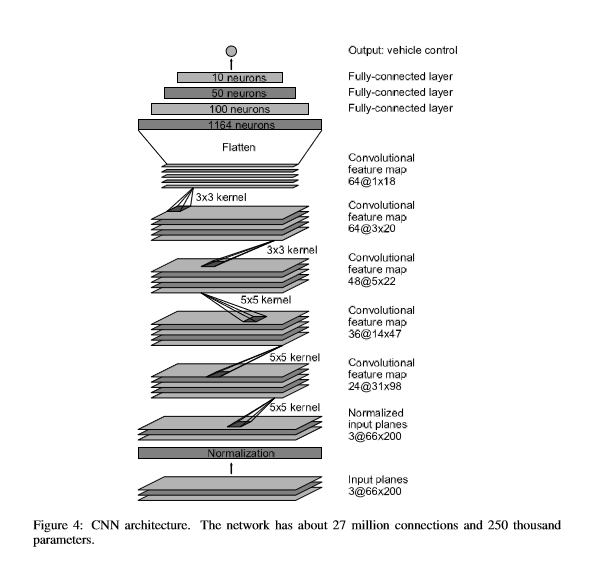 Output: vehicle control
10 neurons
Fully-connected layer
50 neurons
Fully-connected layer
100 neurons
Fully-connected layer
1164 neurons
Flatten
Convolutional
feature map
64@1x18
3x3 kernel
Convolutional
feature map
64@3x20
3x3 kernel
Convolutional
feature map
48@5x22
5x5 kernel
Convolutional
feature map
36@14x47
5x5 kernel
Convolutional
feature map
24@31x98
5x5 kernel
Normalized
input planes
3@66x200
Normalization
Input planes
3@66x200
Figure 4: CNN architecture. The network has about 27 million connections and 250 thousand
parameters.